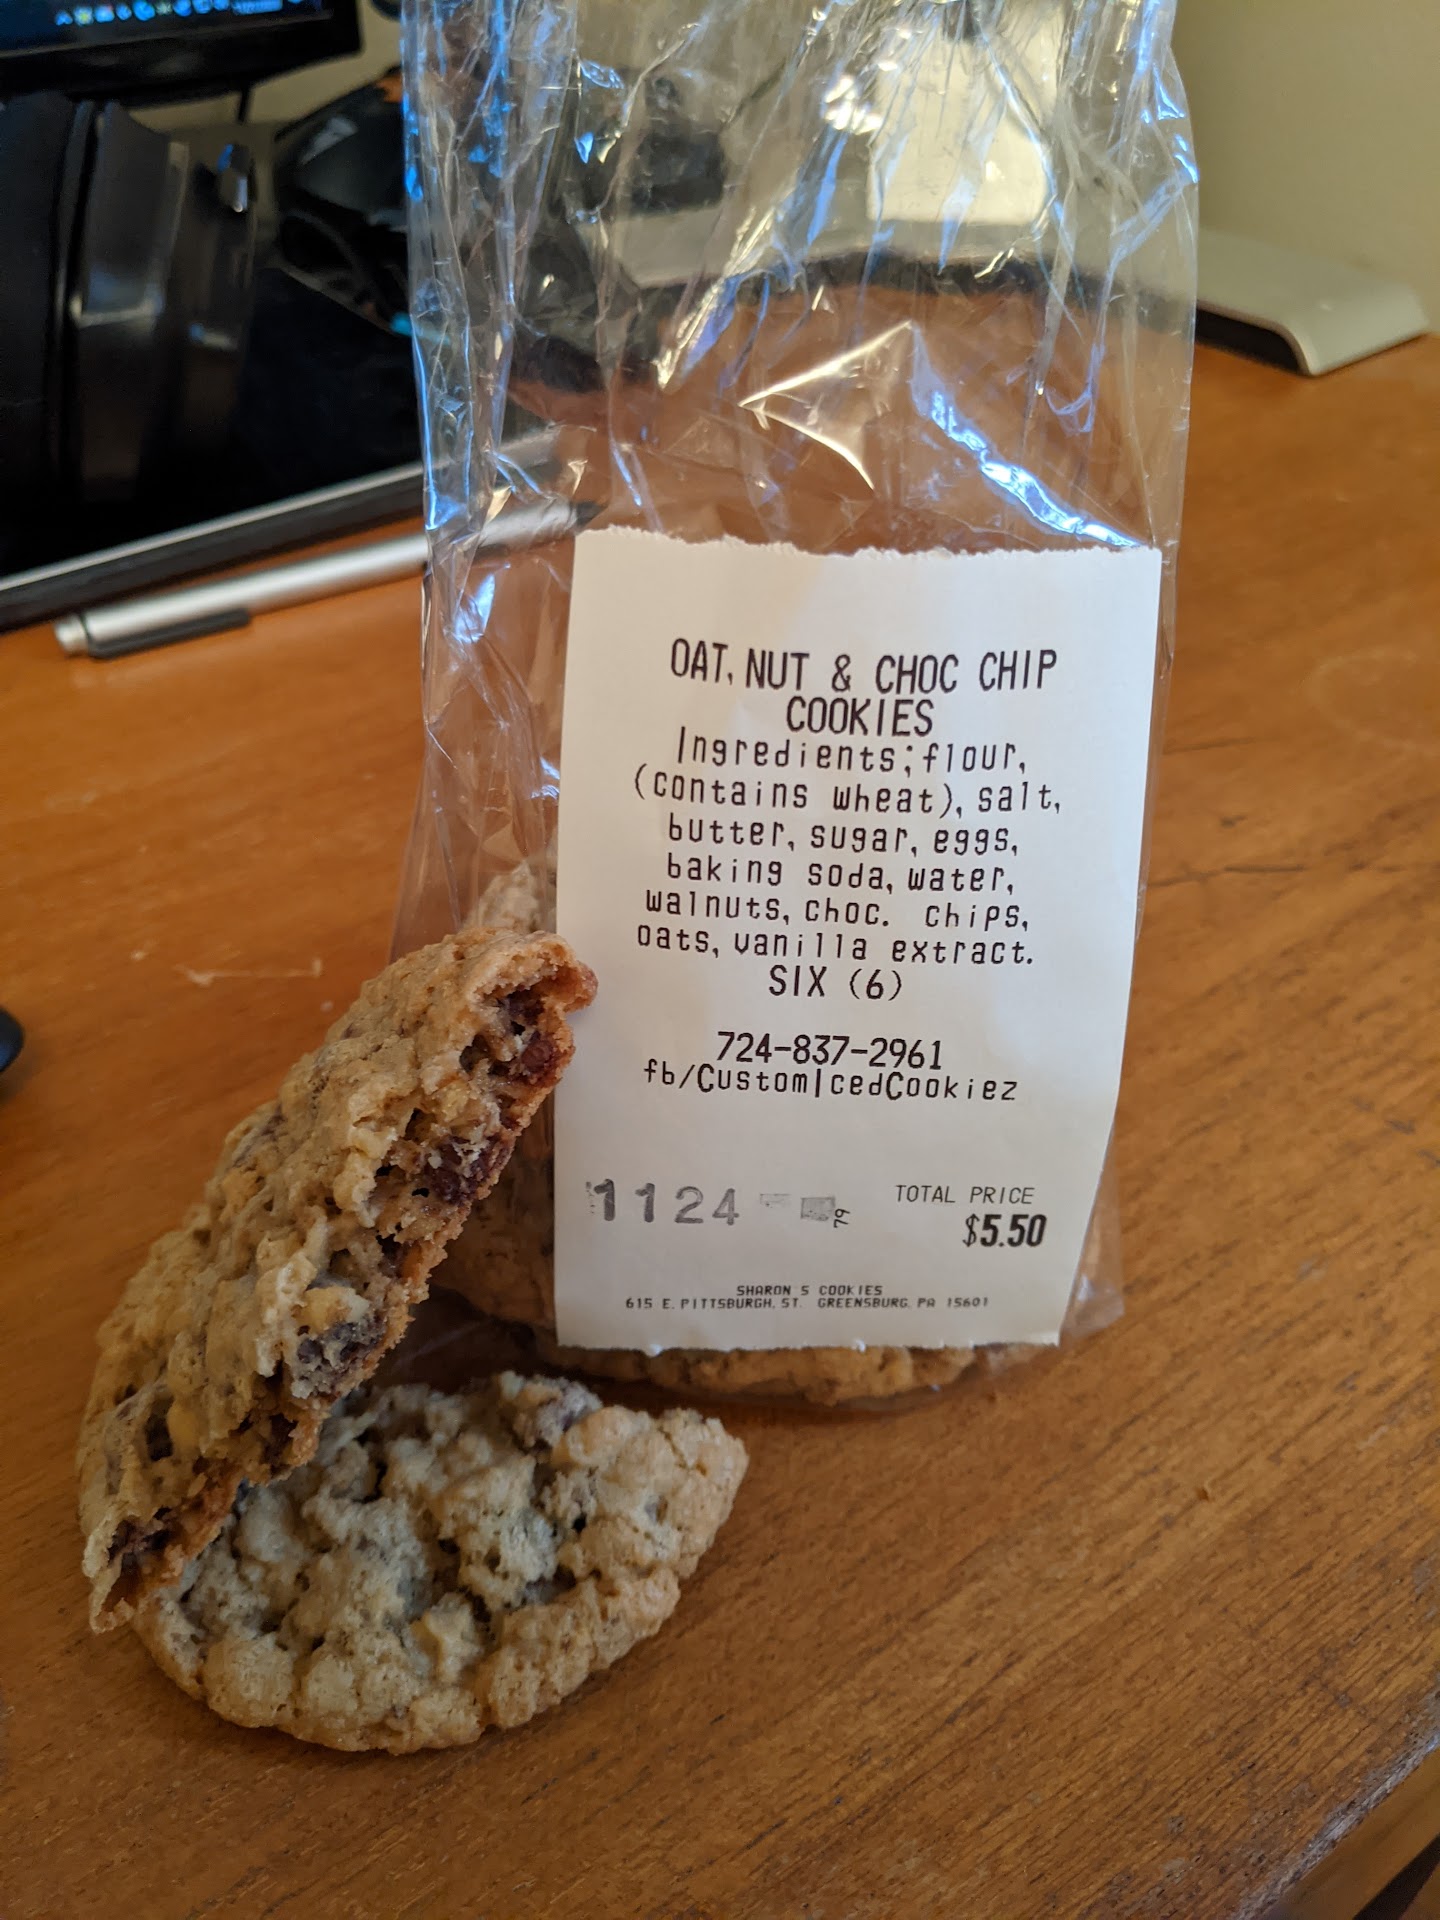 OAT, NUT & CHOC CHIP
COOKIES
Ingredients; flour,
(contains wheat), salt,
butter, sugar, eggs,
baking soda, water,
walnuts, choc. chips,
oats, vanilla extract.
SIX (6)
724-837-2961
fb/CustomIcedCookiez
1124
79
TOTAL PRICE
$5.50
SHARON S COOKIES
615 E. PITTSBURGH. ST. GREENSBURG, PA 15601